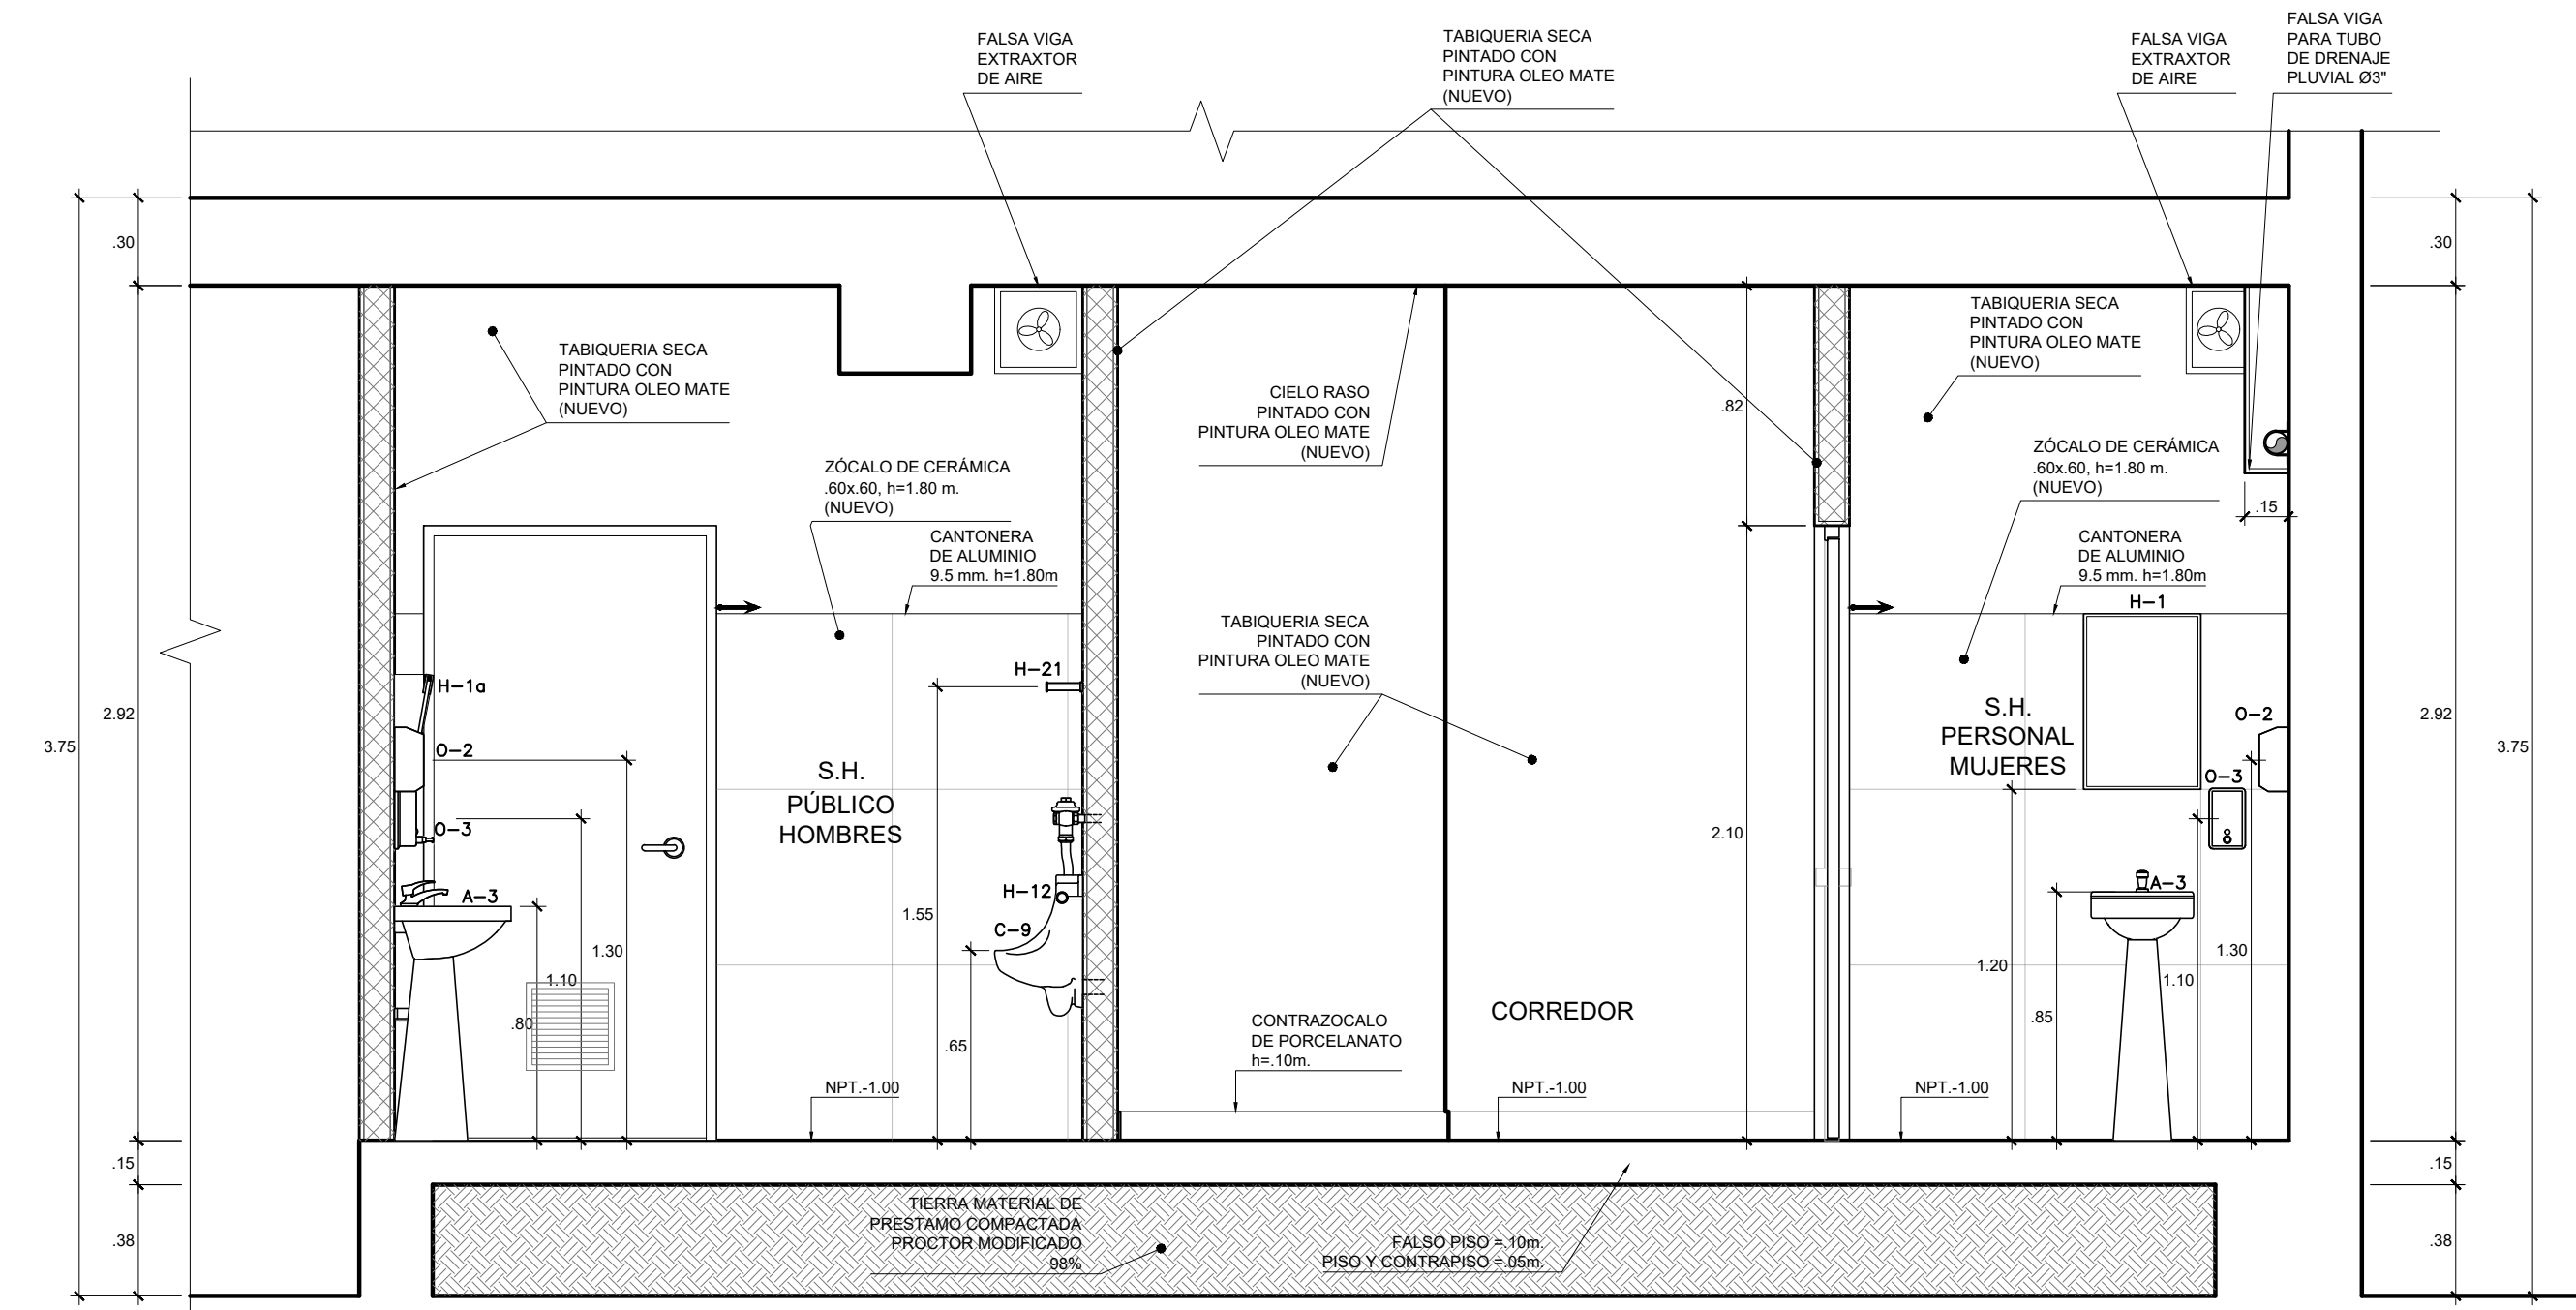 FALSA VIGA
EXTRAXTOR
DE AIRE
TABIQUERIA SECA
PINTADO CON
PINTURA OLEO MATE
(NUEVO)
FALSA VIGA
EXTRAXTOR
DE AIRE
FALSA VIGA
PARA TUBO
DE DRENAJE
PLUVIAL Ø3"
.30
.30
TABIQUERIA SECA
PINTADO CON
PINTURA OLEO MATE
(NUEVO)
CIELO RASO
PINTADO CON
PINTURA OLEO MATE
(NUEVO)
.82
TABIQUERIA SECA
PINTADO CON
PINTURA OLEO MATE
(NUEVO)
ZÓCALO DE CERÁMICA
.60x.60, h=1.80 m.
(NUEVO)
ZÓCALO DE CERÁMICA
.60x.60, h=1.80 m.
(NUEVO)
.15
CANTONERA
DE ALUMINIO
9.5 mm. h=1.80m
CANTONERA
DE ALUMINIO
9.5 mm. h=1.80m
H-1
TABIQUERIA SECA
PINTADO CON
PINTURA OLEO MATE
(NUEVO)
H-21
H-1a
2.92
3.75
O-2
O-3
S.H.
PÚBLICO
HOMBRES
S.H.
PERSONAL
MUJERES
O-2
O-3
2.92
3.75
2.10
A-3
H-12
C-9
A-3
1.55
1.30
1.10
.80
.65
1.20
1.30
1.10
.85
CORREDOR
CONTRAZOCALO
DE PORCELANATO
h=.10m.
NPT.-1.00
NPT.-1.00
NPT.-1.00
.15
.15
TIERRA MATERIAL DE
PRESTAMO COMPACTADA
PROCTOR MODIFICADO
98%
FALSO PISO =.10m.
PISO Y CONTRAPISO =.05m.
.38
.38